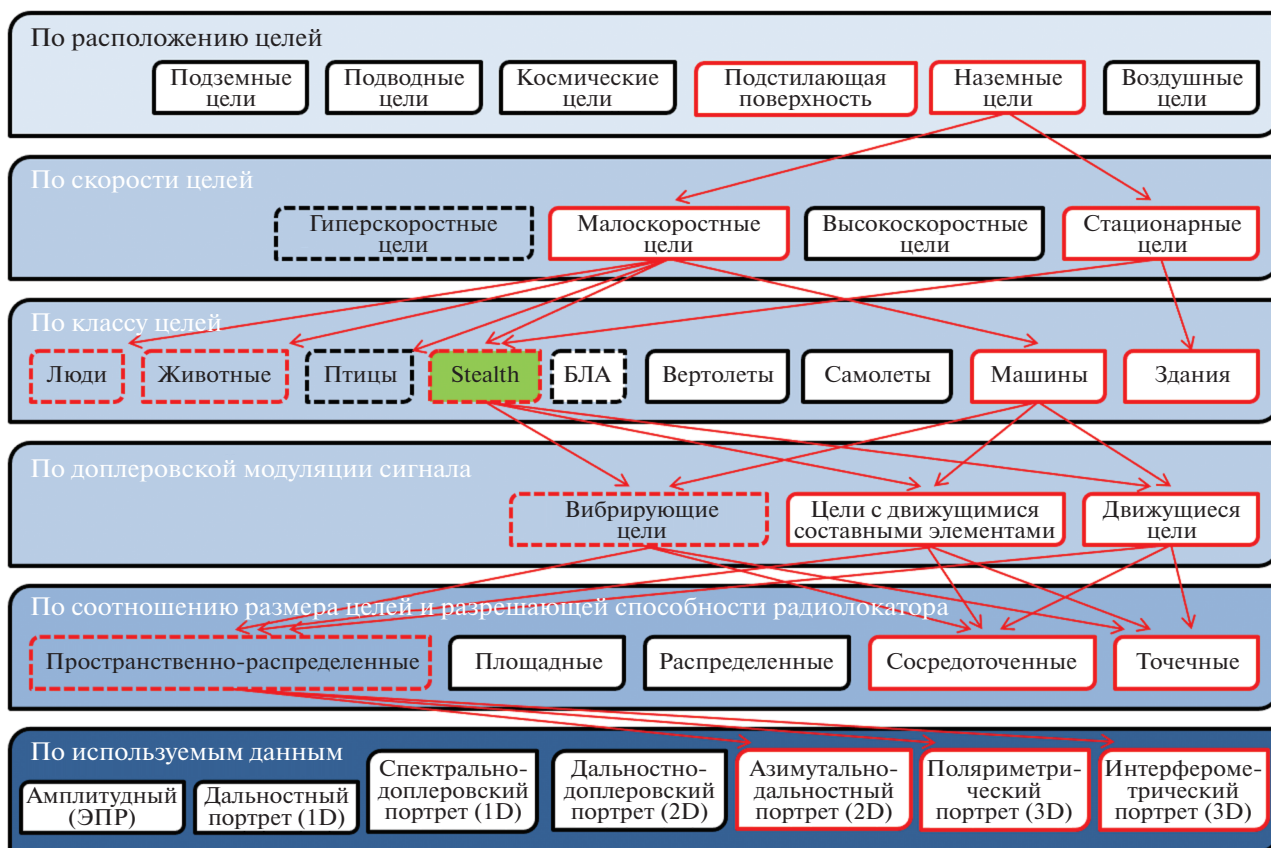 По расположению целей
Подземные
цели
Подводные
цели
Космические
цели
Подстилающая
поверхность
Наземные
цели
Воздушные
цели
По скорости целей
Гиперскоростные
цели
Малоскоростные
цели
Высокоскоростные
цели
Стационарные
цели
По классу целей
Люди
Животные
Птицы
Stealth
БЛА
Вертолеты
Самолеты
Машины
Здания
По доплеровской модуляции сигнала
Вибрирующие
цели
Цели с движущимися
составными элементами
Движущиеся
цели
По соотношению размера целей и разрешающей способности радиолокатора
Пространственно-распределенные
Площадные
Распределенные
Сосредоточенные
Точечные
По используемым данным
Амплитудный
(ЭПР)
Дальностный
портрет (1D)
Спектрально-
доплеровский
портрет (1D)
Дальностно-
доплеровский
портрет (2D)
Азимутально-
дальностный
портрет (2D)
Поляриметри-
ческий
портрет (3D)
Интерфероме-
трический
портрет (3D)